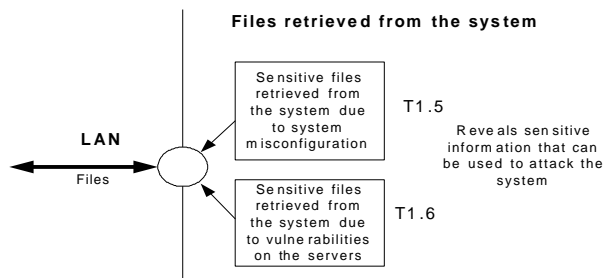 Files retrieved from the system
Sensitive files
retrieved from
the system due
to system
misconfiguration
T1.5
Reveals sensitive
information that can
be used to attack the
system
LAN
Files
Sensitive files
retrieved from
the system due
to vulnerabilities
on the servers
T1.6